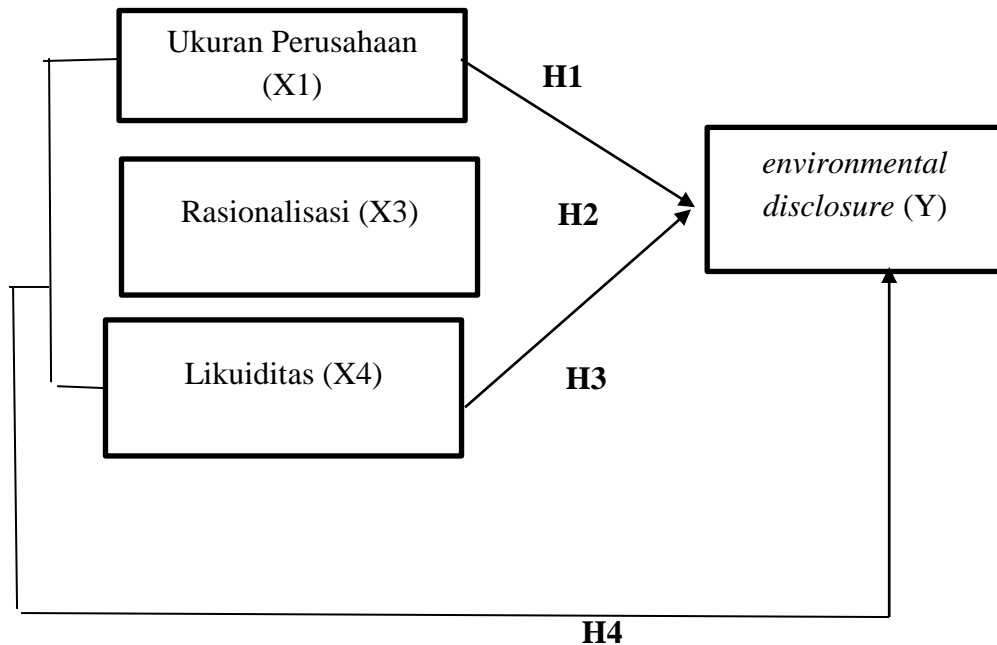 Ukuran Perusahaan
(X1)
H1
environmental
disclosure (Y)
Rasionalisasi (X3)
H2
Likuiditas (X4)
H3
H4